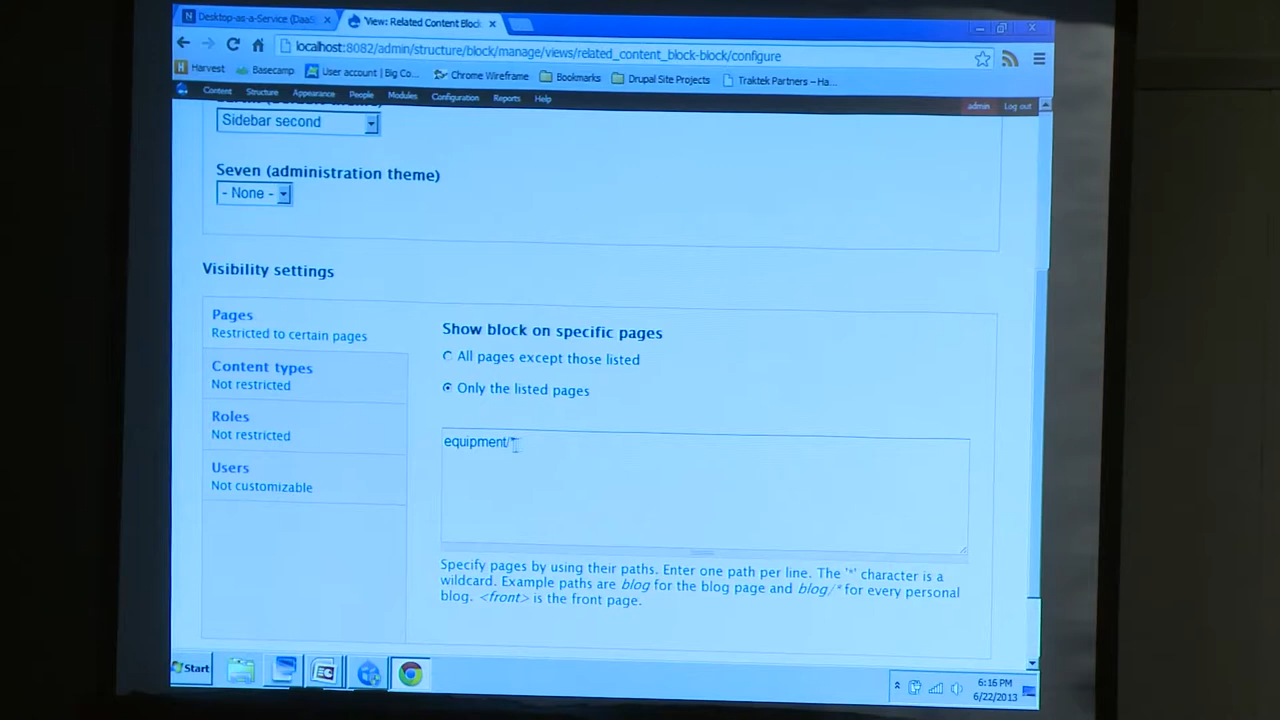 Desktop-as-a-Service (DaaS
View: Related Content Bloc
localhost:8082/admin/structure/block/manage/views/related_content_block-block/configure
Harvest Basecamp User account | Big Co... Chrome Wireframe Bookmarks Drupal Site Projects Traktek Partners – Ha...
Content Structure Appearance People Modules Configuration Reports Help admin Log out
Sidebar second
Seven (administration theme)
- None -
Visibility settings
Pages
Restricted to certain pages
Content types
Not restricted
Roles
Not restricted
Users
Not customizable
Show block on specific pages
All pages except those listed
Only the listed pages
equipment/
Specify pages by using their paths. Enter one path per line. The '*' character is a
wildcard. Example paths are blog for the blog page and blog/* for every personal
blog. <front> is the front page.
Start
6:16 PM
6/22/2013